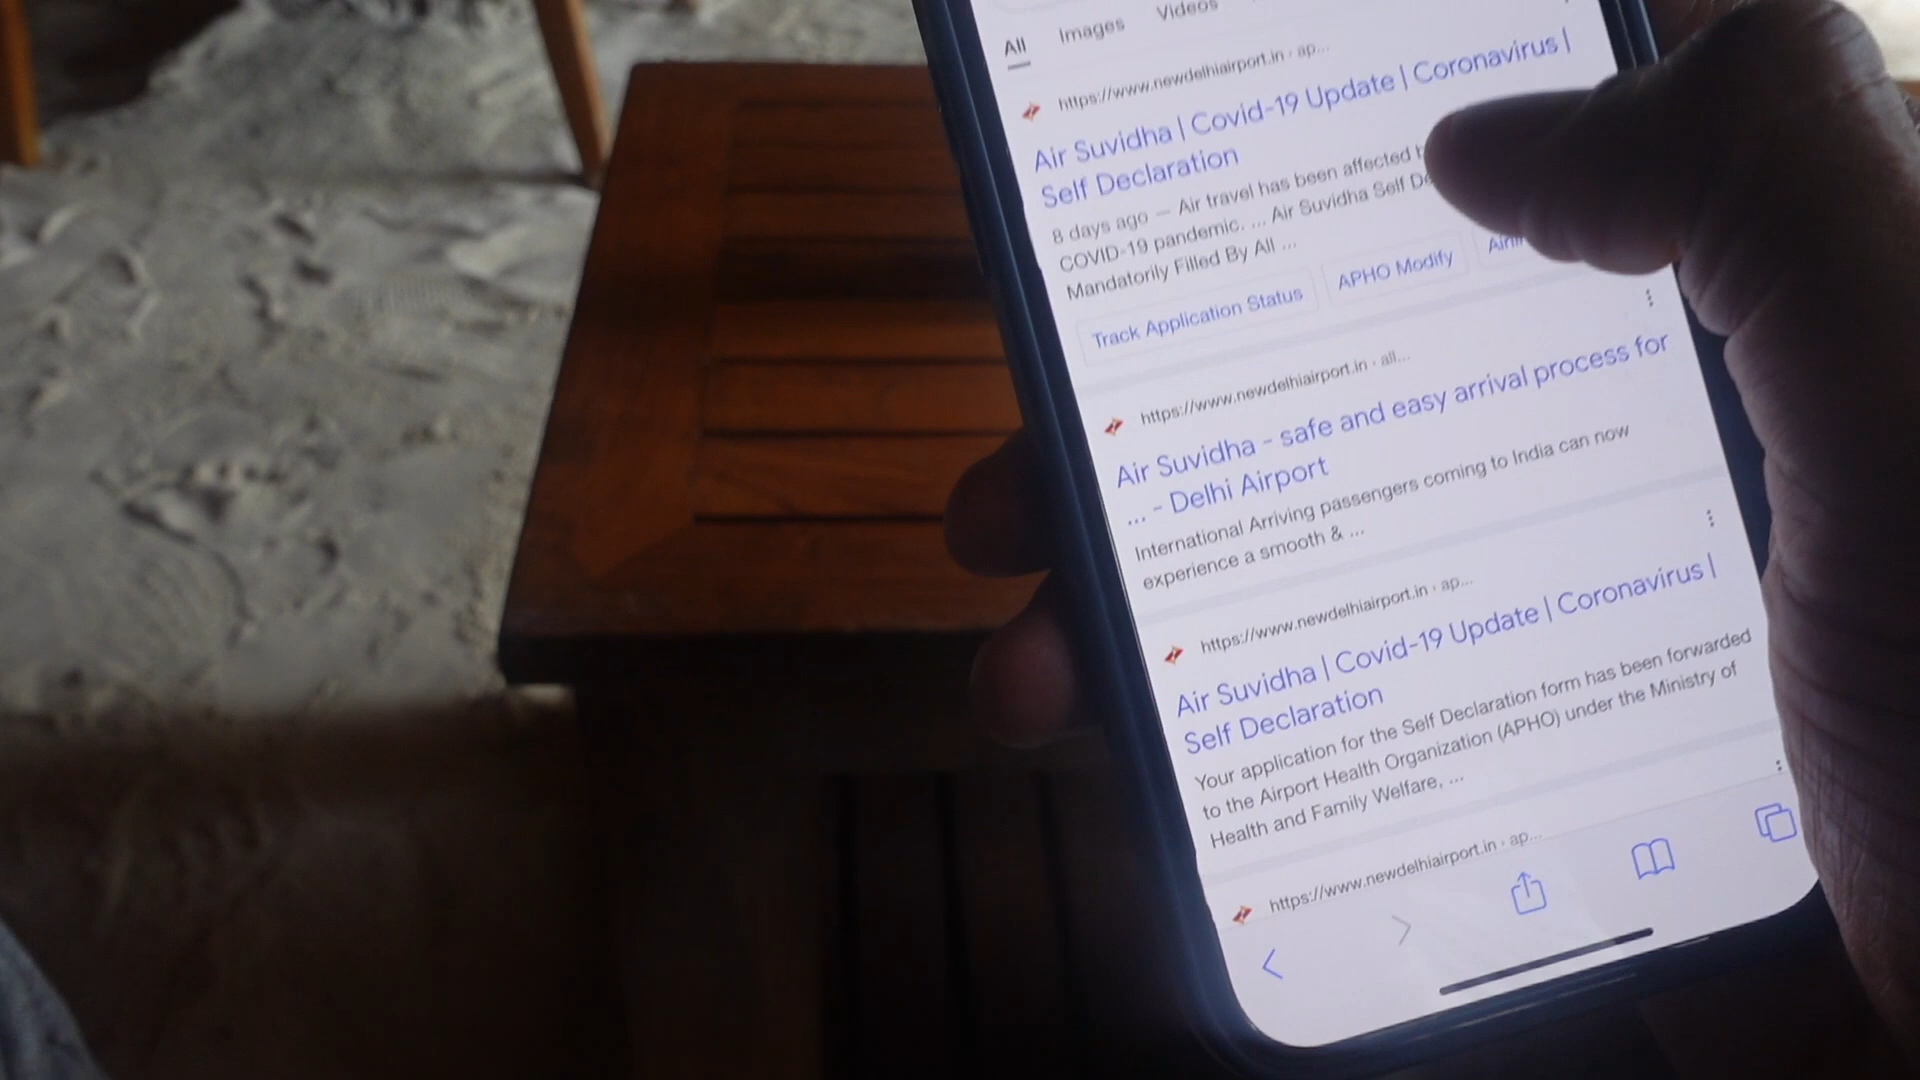 All Images Videos
https://www.newdelhiairport.in › ap...
Air Suvidha | Covid-19 Update | Coronavirus |
Self Declaration
8 days ago — Air travel has been affected
COVID-19 pandemic. ... Air Suvidha Self
Mandatorily Filled By All ...
Track Application Status APHO Modify
https://www.newdelhiairport.in › all...
Air Suvidha - safe and easy arrival process for
... - Delhi Airport
International Arriving passengers coming to India can now
experience a smooth & ...
https://www.newdelhiairport.in › ap...
Air Suvidha | Covid-19 Update | Coronavirus |
Self Declaration
Your application for the Self Declaration form has been forwarded
to the Airport Health Organization (APHO) under the Ministry of
Health and Family Welfare, ...
https://www.newdelhiairport.in › ap...